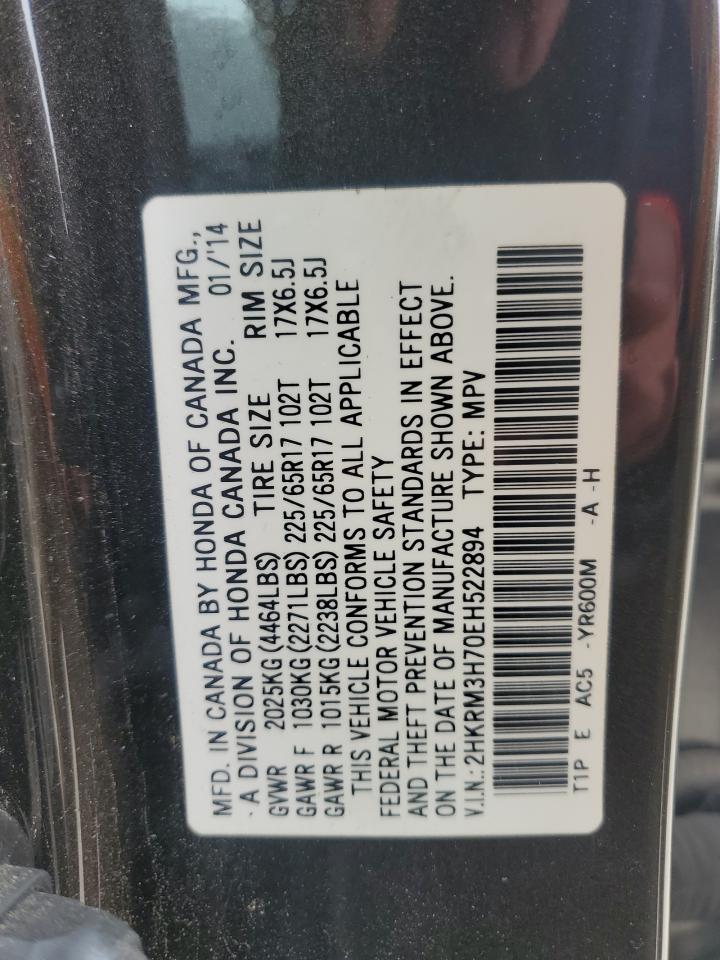 MFD. IN CANADA BY HONDA OF CANADA MFG.,
- A DIVISION OF HONDA CANADA INC. 01/'14
GVWR 2025KG(4464LBS) TIRE SIZE RIM SIZE
GAWR F 1030KG(2271LBS) 225/65R17 102T 17X6.5J
GAWR R 1015KG(2238LBS) 225/65R17 102T 17X6.5J
THIS VEHICLE CONFORMS TO ALL APPLICABLE
FEDERAL MOTOR VEHICLE SAFETY
AND THEFT PREVENTION STANDARDS IN EFFECT
ON THE DATE OF MANUFACTURE SHOWN ABOVE.
V.I.N.: 2HKRM3H70EH522894 TYPE: MPV
T1P E AC5 -YR600M -A -H